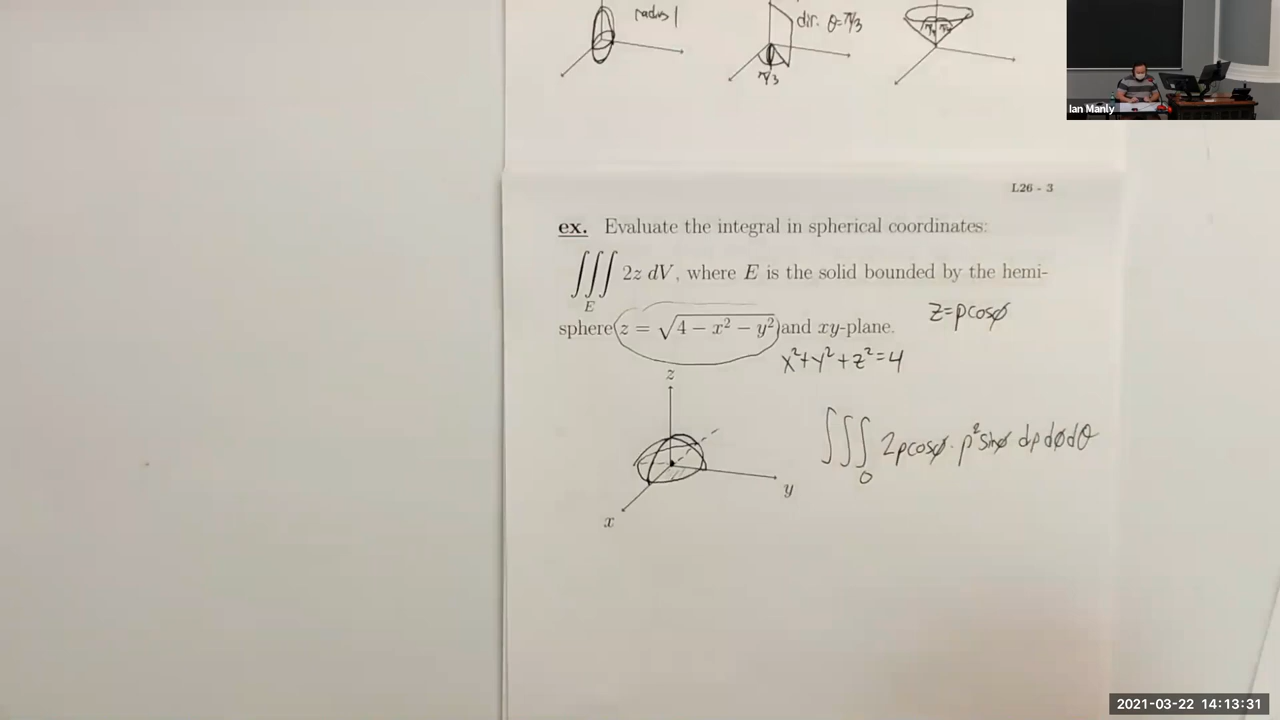 radius 1
dir. θ=π/3
π/3
Ian Manly
L26 - 3
ex. Evaluate the integral in spherical coordinates:
∭_E 2z dV, where E is the solid bounded by the hemi-
sphere z = √(4 − x² − y²) and xy-plane.
z=ρcosφ
x²+y²+z²=4
z
∫∫∫₀ 2ρcosφ · ρ²sinφ dρdφdθ
y
x
2021-03-22 14:13:31